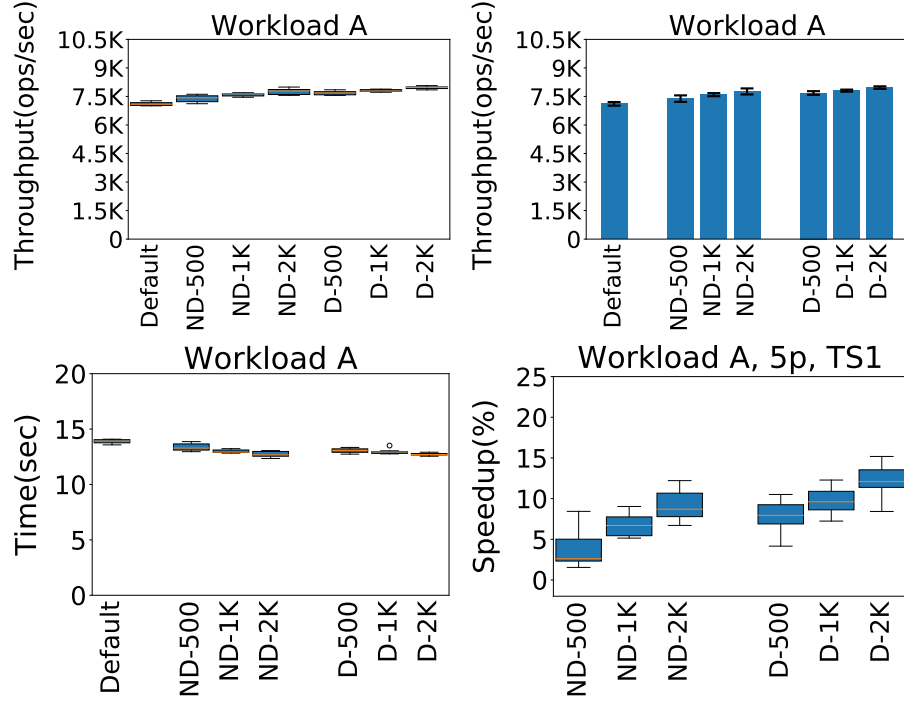 Workload A
Throughput(ops/sec)
10.5K
9K
7.5K
6K
4.5K
3K
1.5K
0
Default
ND-500
ND-1K
ND-2K
D-500
D-1K
D-2K
Workload A
Throughput(ops/sec)
10.5K
9K
7.5K
6K
4.5K
3K
1.5K
0
Default
ND-500
ND-1K
ND-2K
D-500
D-1K
D-2K
Workload A
Time(sec)
20
15
10
5
0
Default
ND-500
ND-1K
ND-2K
D-500
D-1K
D-2K
Workload A, 5p, TS1
Speedup(%)
25
20
15
10
5
0
ND-500
ND-1K
ND-2K
D-500
D-1K
D-2K